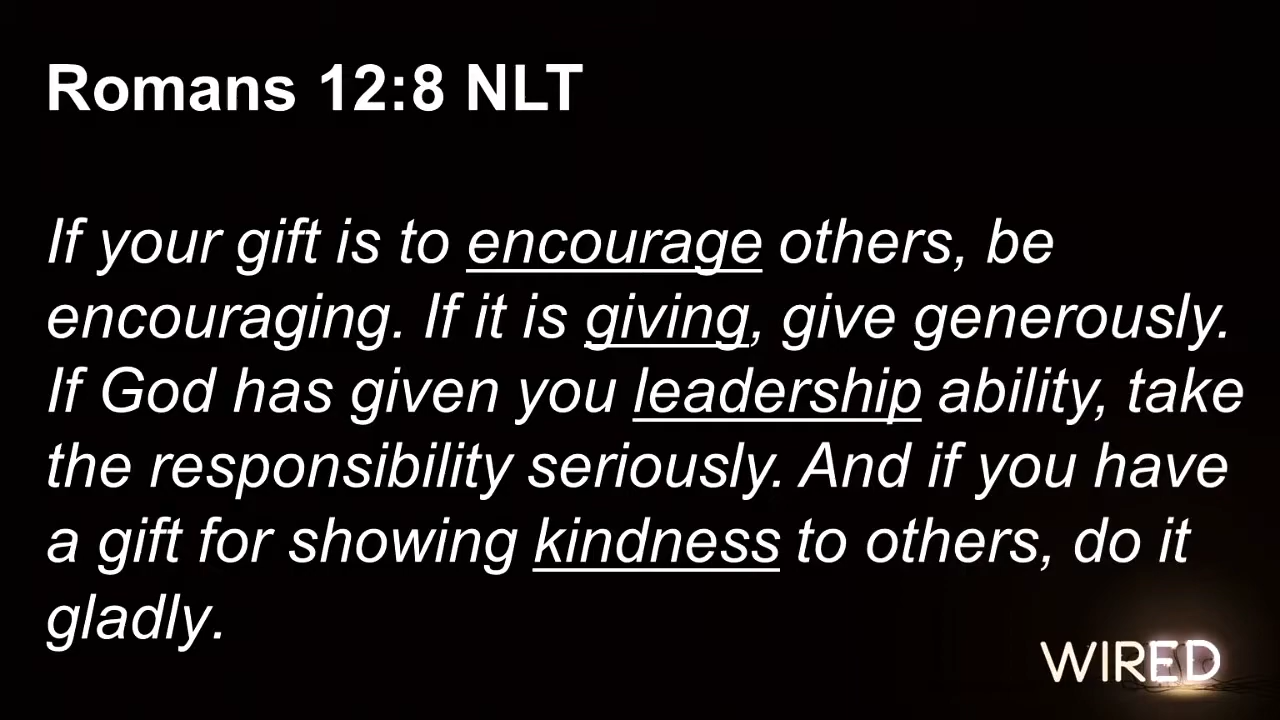 Romans 12:8 NLT
If your gift is to encourage others, be
encouraging. If it is giving, give generously.
If God has given you leadership ability, take
the responsibility seriously. And if you have
a gift for showing kindness to others, do it
gladly.
WIRED